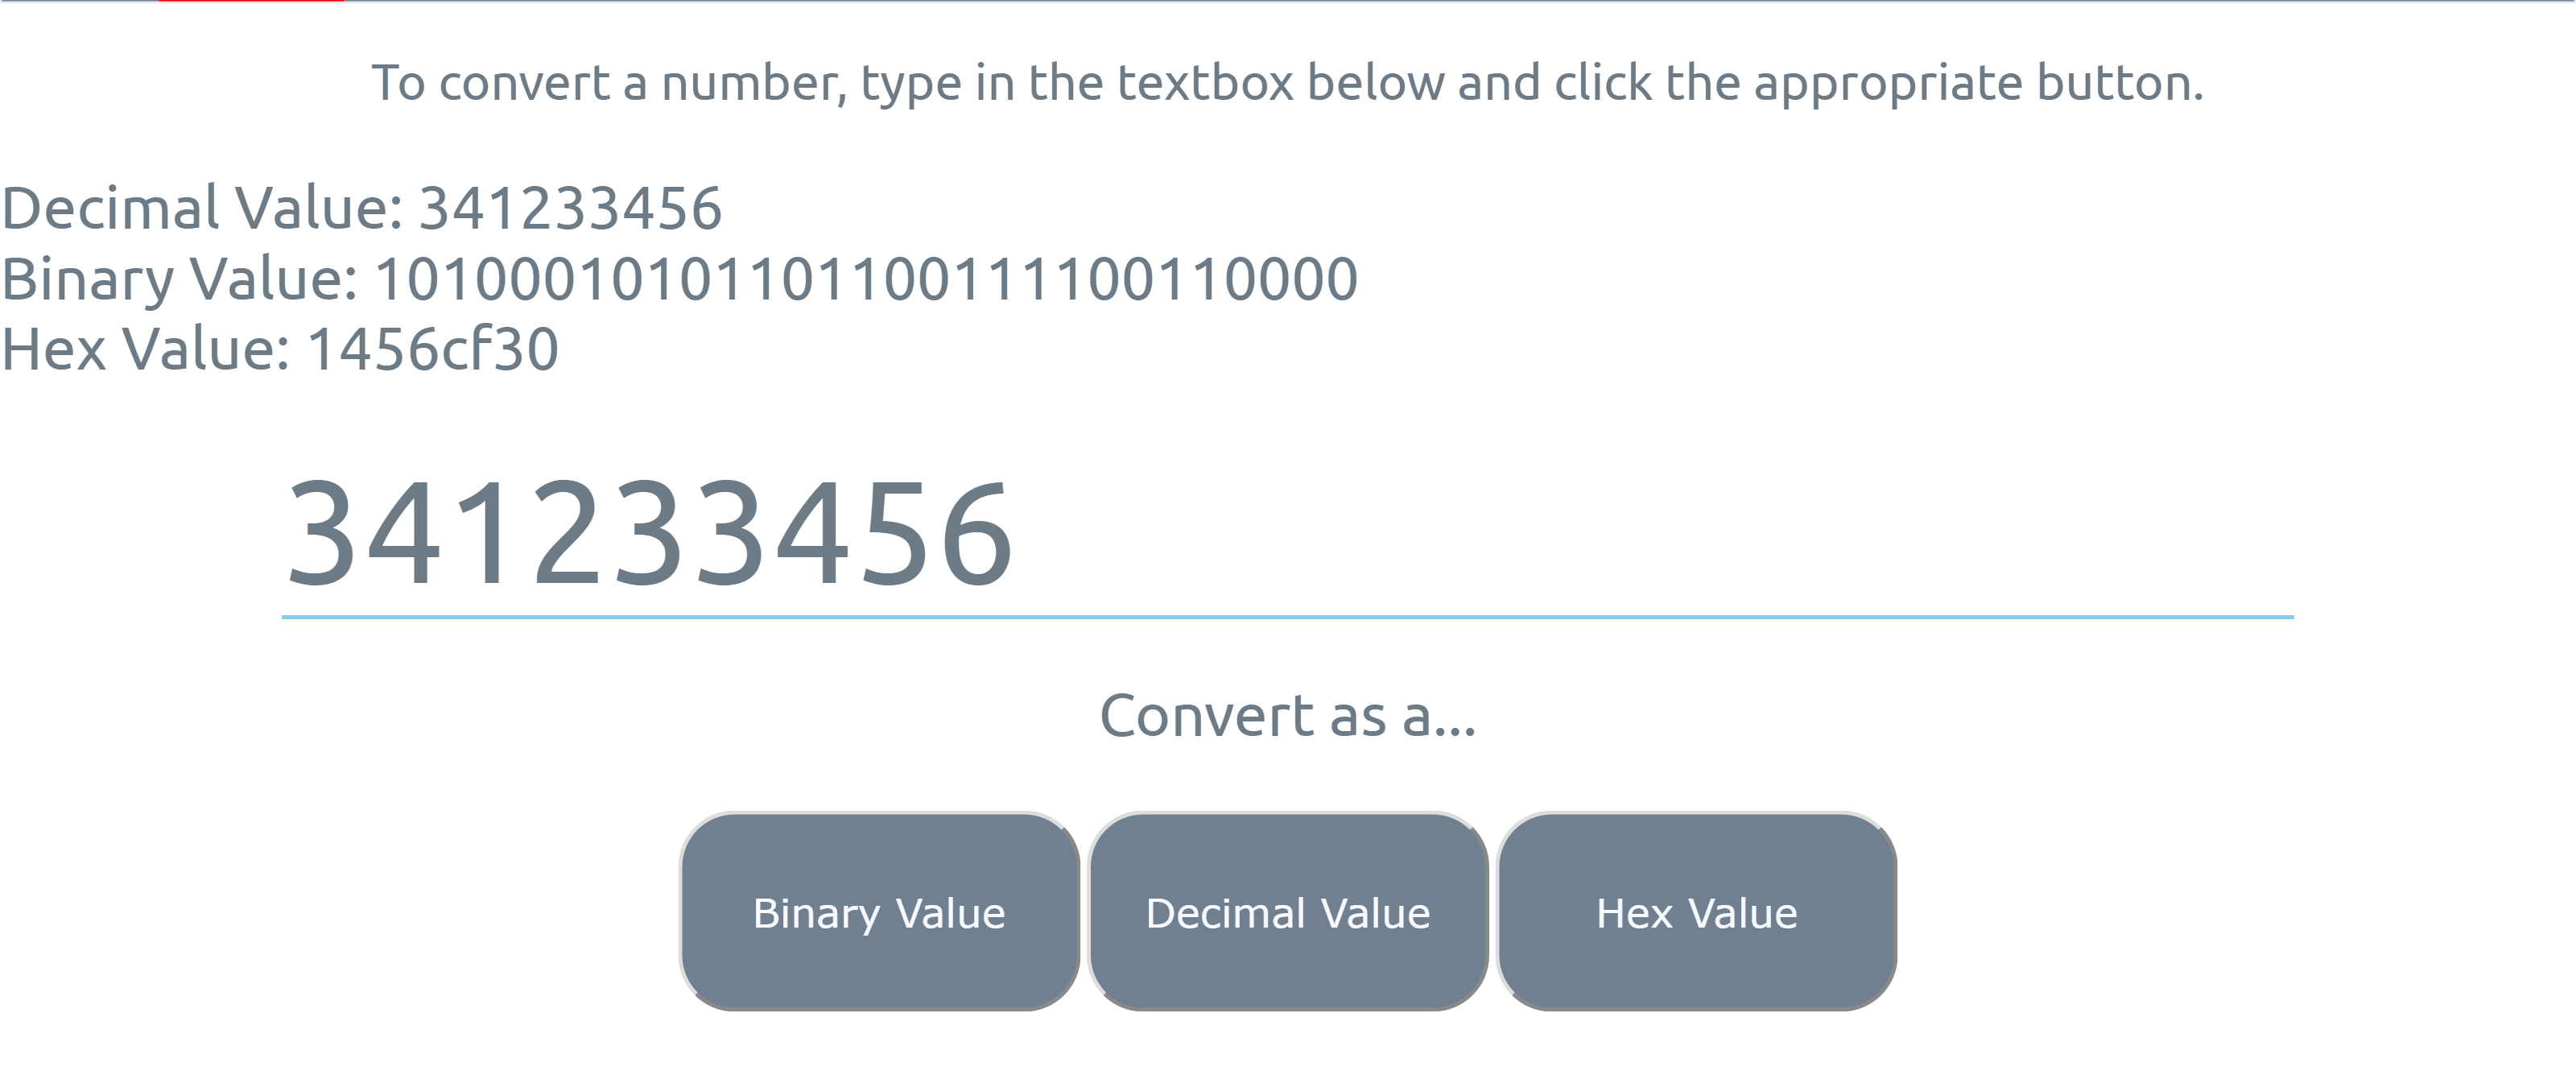 To convert a number, type in the textbox below and click the appropriate button.
Decimal Value: 341233456
Binary Value: 10100010101101100111100110000
Hex Value: 1456cf30
341233456
Convert as a...
Binary Value
Decimal Value
Hex Value